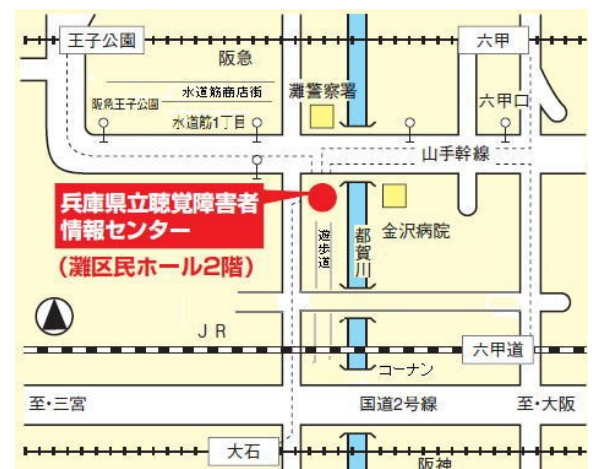 王子公園
六甲
阪急
水道筋商店街
灘警察署
阪急王子公園
六甲口
水道筋1丁目
山手幹線
兵庫県立聴覚障害者
情報センター
(灘区民ホール2階)
金沢病院
遊歩道
都賀川
JR
六甲道
コーナン
至・三宮
国道2号線
至・大阪
大石
阪神